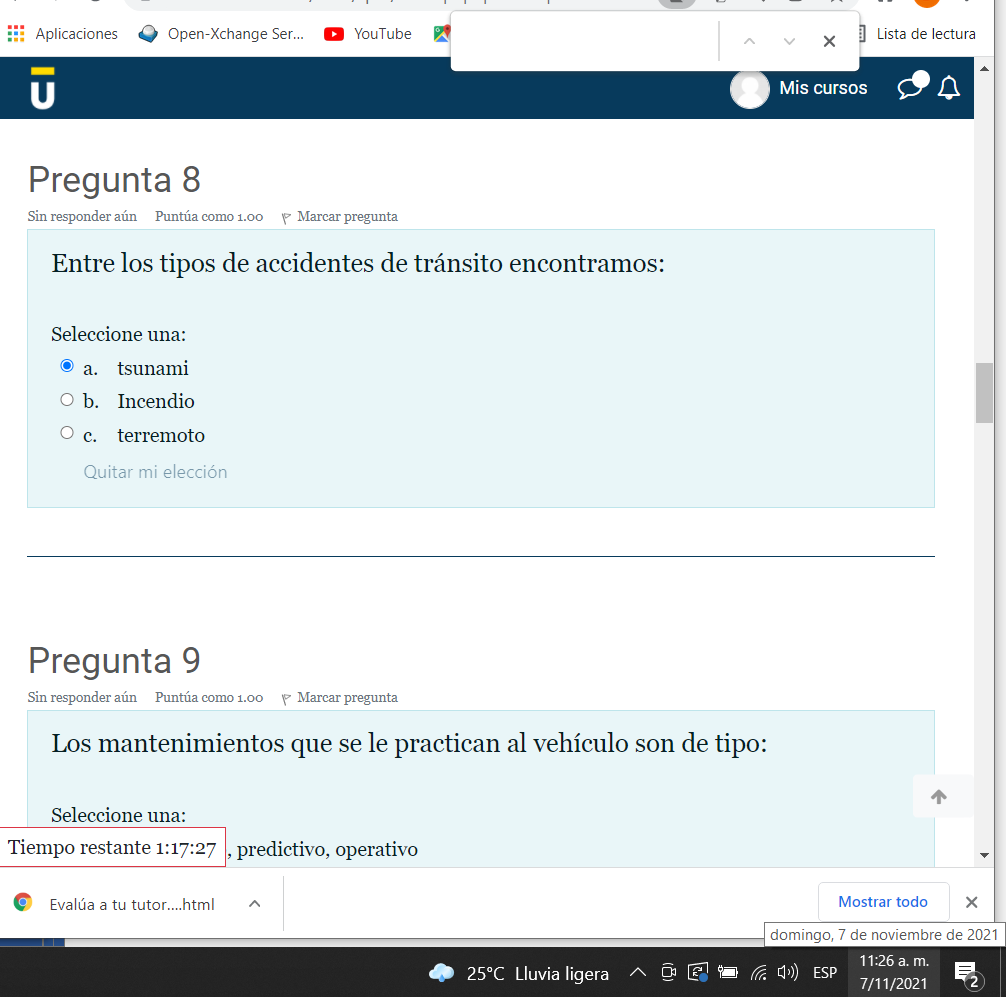 Aplicaciones
Open-Xchange Ser...
YouTube
Lista de lectura
Mis cursos
Pregunta 8
Sin responder aún Puntúa como 1.00 Marcar pregunta
Entre los tipos de accidentes de tránsito encontramos:
Seleccione una:
a. tsunami
b. Incendio
c. terremoto
Quitar mi elección
Pregunta 9
Sin responder aún Puntúa como 1.00 Marcar pregunta
Los mantenimientos que se le practican al vehículo son de tipo:
Seleccione una:
Tiempo restante 1:17:27
, predictivo, operativo
Evalúa a tu tutor....html
Mostrar todo
domingo, 7 de noviembre de 2021
25°C Lluvia ligera
ESP
11:26 a. m.
7/11/2021
2